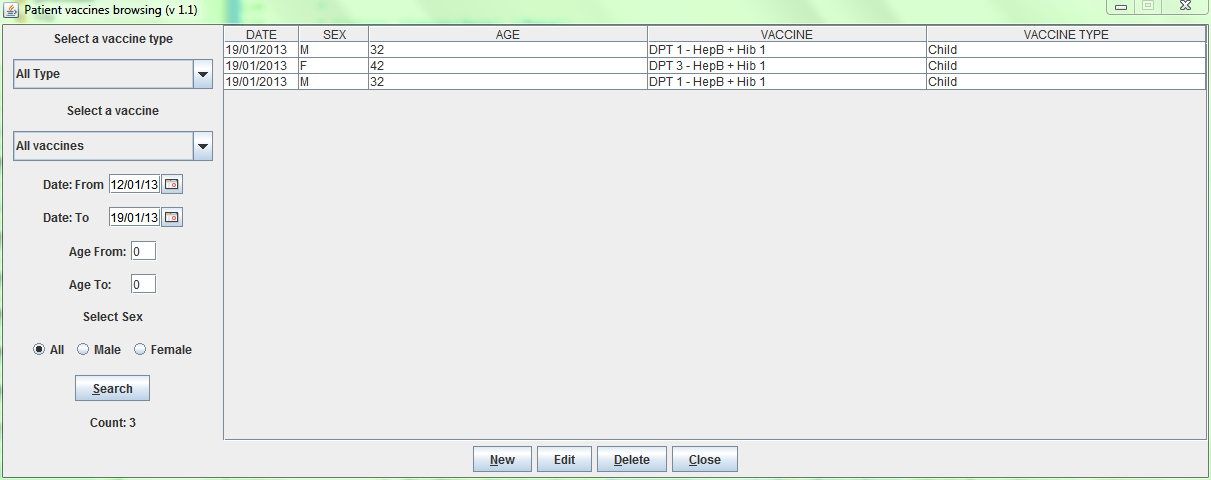 Patient vaccines browsing (v 1.1)
Select a vaccine type
All Type
Select a vaccine
All vaccines
Date: From 12/01/13
Date: To 19/01/13
Age From: 0
Age To: 0
Select Sex
All Male Female
Search
Count: 3
DATE SEX AGE VACCINE VACCINE TYPE
19/01/2013 M 32 DPT 1 - HepB + Hib 1 Child
19/01/2013 F 42 DPT 3 - HepB + Hib 1 Child
19/01/2013 M 32 DPT 1 - HepB + Hib 1 Child
New Edit Delete Close